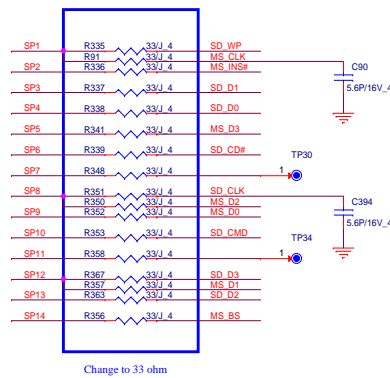 SP1 R335 33/J_4 SD_WP
R91 33/J_4 MS_CLK
SP2 R336 33/J_4 MS_INS#
C90
5.6P/16V_4
SP3 R337 33/J_4 SD_D1
SP4 R338 33/J_4 SD_D0
SP5 R341 33/J_4 MS_D3
SP6 R339 33/J_4 SD_CD#
TP30
SP7 R348 33/J_4 1
SP8 R351 33/J_4 SD_CLK
R350 33/J_4 MS_D2
SP9 R352 33/J_4 MS_D0
C394
5.6P/16V_4
SP10 R353 33/J_4 SD_CMD
TP34
SP11 R358 33/J_4 1
SP12 R367 33/J_4 SD_D3
R357 33/J_4 MS_D1
SP13 R363 33/J_4 SD_D2
SP14 R356 33/J_4 MS_BS
Change to 33 ohm